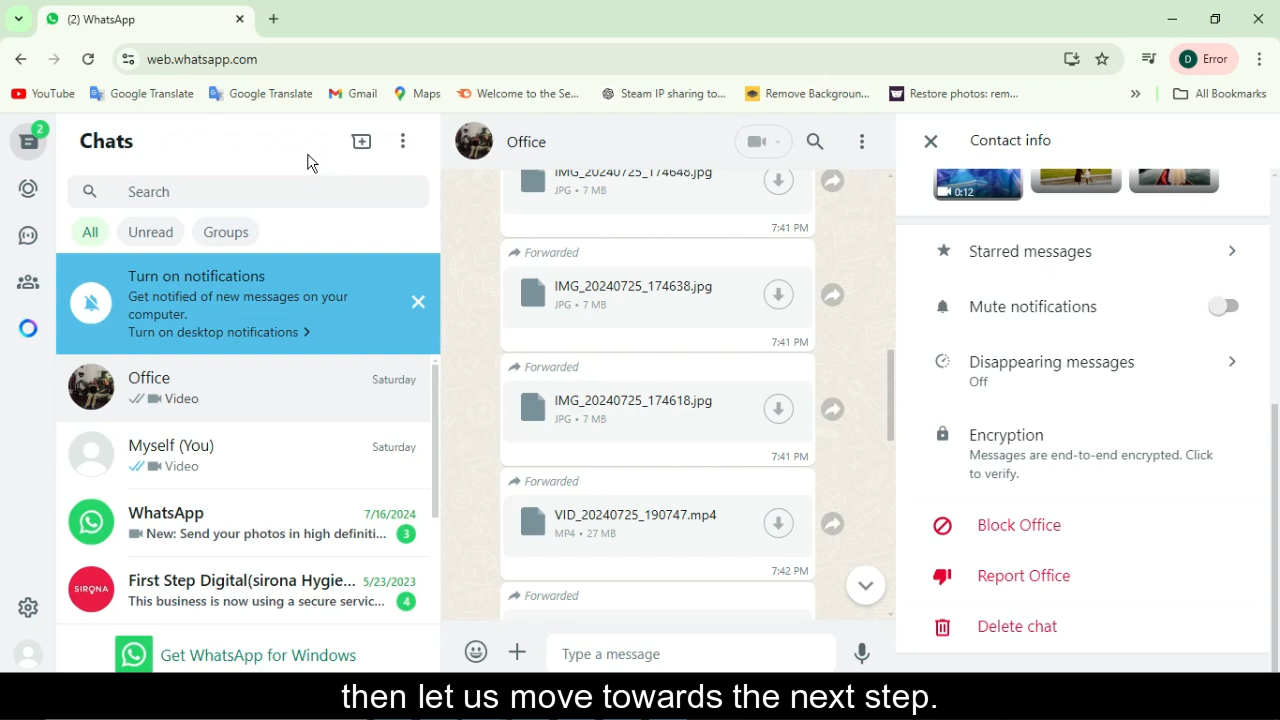 (2) WhatsApp
web.whatsapp.com
D Error
YouTube
Google Translate
Google Translate
Gmail
Maps
Welcome to the Se...
Steam IP sharing to...
Remove Backgroun...
Restore photos: rem...
All Bookmarks
2
Chats
Search
All
Unread
Groups
Turn on notifications
Get notified of new messages on your
computer.
Turn on desktop notifications >
Office
Saturday
Video
Myself (You)
Saturday
Video
WhatsApp
7/16/2024
New: Send your photos in high definiti...
3
SIRONA
First Step Digital(sirona Hygie...
5/23/2023
This business is now using a secure servic...
4
Get WhatsApp for Windows
Office
IMG_20240725_174648.jpg
JPG • 7 MB
7:41 PM
Forwarded
IMG_20240725_174638.jpg
JPG • 7 MB
7:41 PM
Forwarded
IMG_20240725_174618.jpg
JPG • 7 MB
7:41 PM
Forwarded
VID_20240725_190747.mp4
MP4 • 27 MB
7:42 PM
Forwarded
Type a message
Contact info
0:12
Starred messages
Mute notifications
Disappearing messages
Off
Encryption
Messages are end-to-end encrypted. Click
to verify.
Block Office
Report Office
Delete chat
then let us move towards the next step.